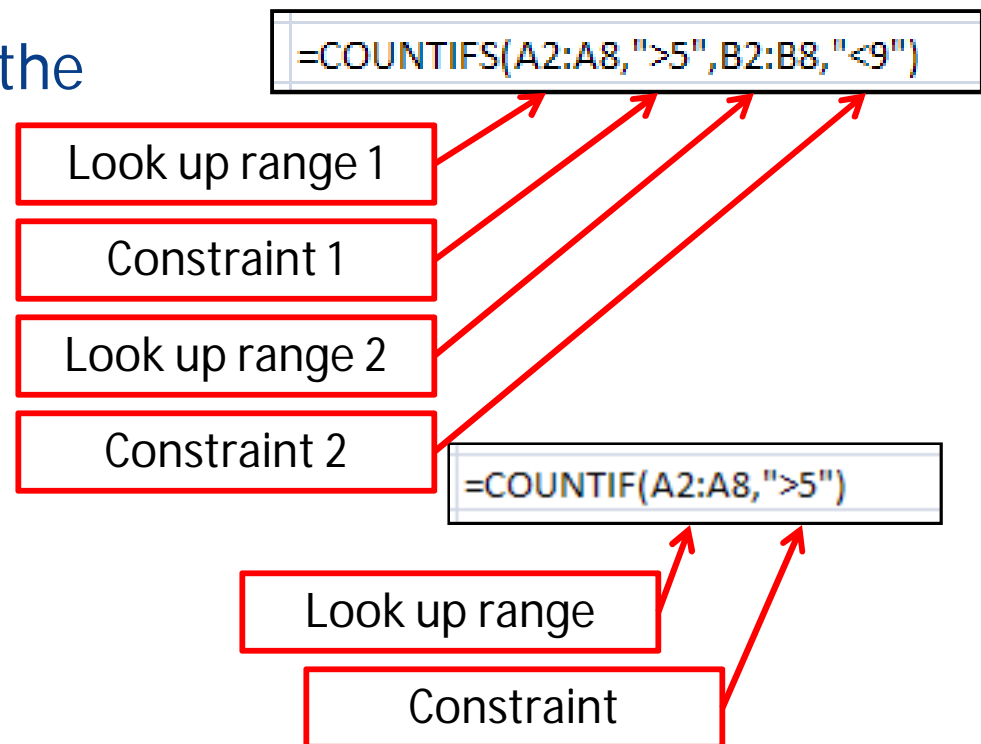 the
=COUNTIFS(A2:A8,">5",B2:B8,"<9")
Look up range 1
Constraint 1
Look up range 2
Constraint 2
=COUNTIF(A2:A8,">5")
Look up range
Constraint